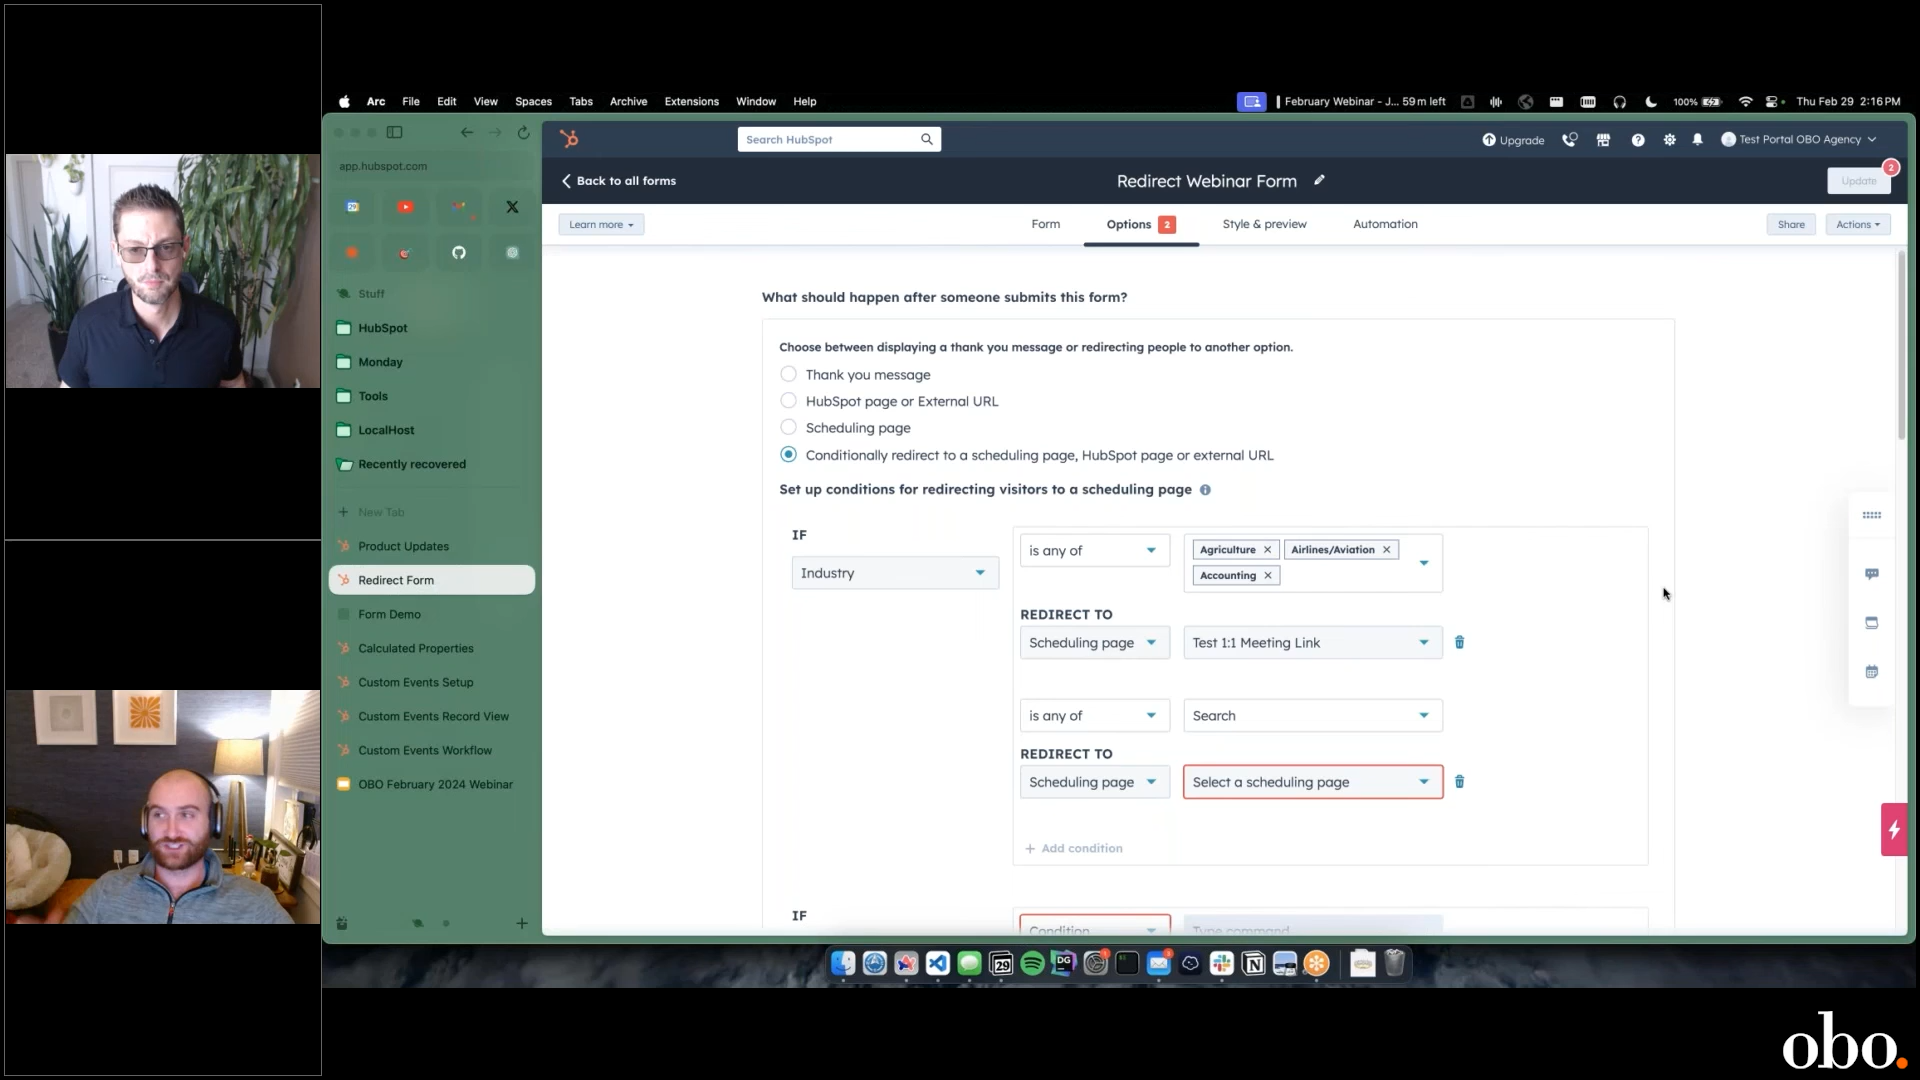 Arc File Edit View Spaces Tabs Archive Extensions Window Help
February Webinar - J... 59 m left
100%
Thu Feb 29 2:16 PM
app.hubspot.com
Stuff
HubSpot
Monday
Tools
LocalHost
Recently recovered
New Tab
Product Updates
Redirect Form
Form Demo
Calculated Properties
Custom Events Setup
Custom Events Record View
Custom Events Workflow
OBO February 2024 Webinar
Search HubSpot
Upgrade
Test Portal OBO Agency
Back to all forms
Redirect Webinar Form
Update
2
Learn more
Form
Options 2
Style & preview
Automation
Share
Actions
What should happen after someone submits this form?
Choose between displaying a thank you message or redirecting people to another option.
Thank you message
HubSpot page or External URL
Scheduling page
Conditionally redirect to a scheduling page, HubSpot page or external URL
Set up conditions for redirecting visitors to a scheduling page
IF
Industry
is any of
Agriculture × Airlines/Aviation ×
Accounting ×
REDIRECT TO
Scheduling page
Test 1:1 Meeting Link
is any of
Search
REDIRECT TO
Scheduling page
Select a scheduling page
+ Add condition
IF
Condition
Type command
29
DG
obo.